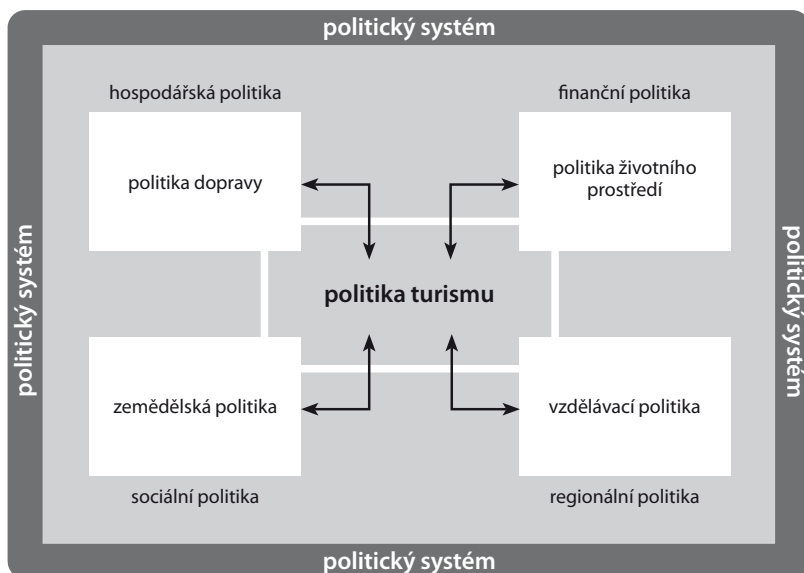 politický systém
hospodářská politika
finanční politika
politika dopravy
politika životního
prostředí
politický systém
politika turismu
politický systém
zemědělská politika
vzdělávací politika
sociální politika
regionální politika
politický systém